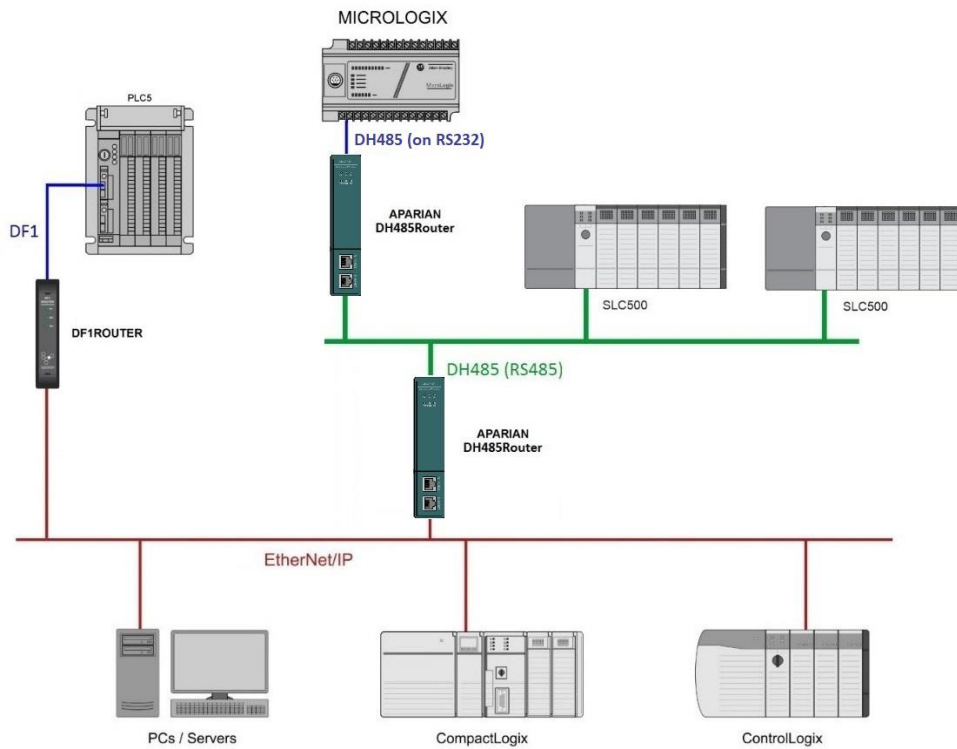 MICROLOGIX
PLC5
MicroLogix
DH485 (on RS232)
APARIAN
DH485Router
DF1
SLC500
SLC500
DF1ROUTER
DH485 (RS485)
APARIAN
DH485Router
EtherNet/IP
PCs / Servers
CompactLogix
ControlLogix